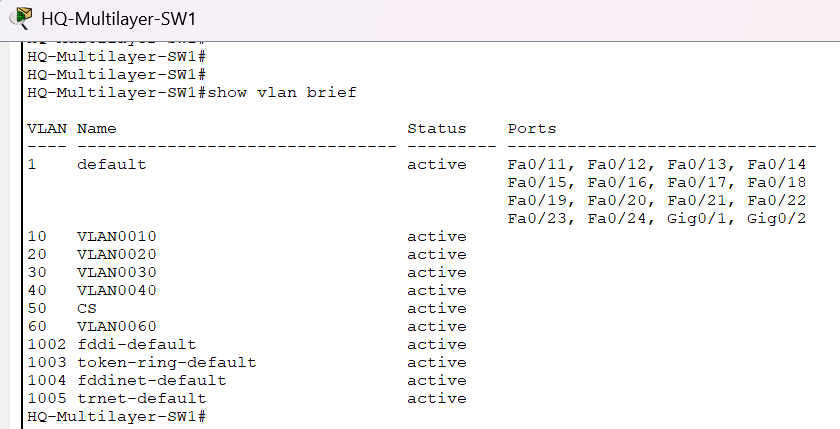 HQ-Multilayer-SW1
HQ-Multilayer-SW1#
HQ-Multilayer-SW1#
HQ-Multilayer-SW1#
HQ-Multilayer-SW1#show vlan brief
VLAN Name                             Status    Ports
---- -------------------------------- --------- -------------------------------
1    default                          active    Fa0/11, Fa0/12, Fa0/13, Fa0/14
                                                Fa0/15, Fa0/16, Fa0/17, Fa0/18
                                                Fa0/19, Fa0/20, Fa0/21, Fa0/22
                                                Fa0/23, Fa0/24, Gig0/1, Gig0/2
10   VLAN0010                         active
20   VLAN0020                         active
30   VLAN0030                         active
40   VLAN0040                         active
50   CS                               active
60   VLAN0060                         active
1002 fddi-default                     active
1003 token-ring-default               active
1004 fddinet-default                  active
1005 trnet-default                    active
HQ-Multilayer-SW1#